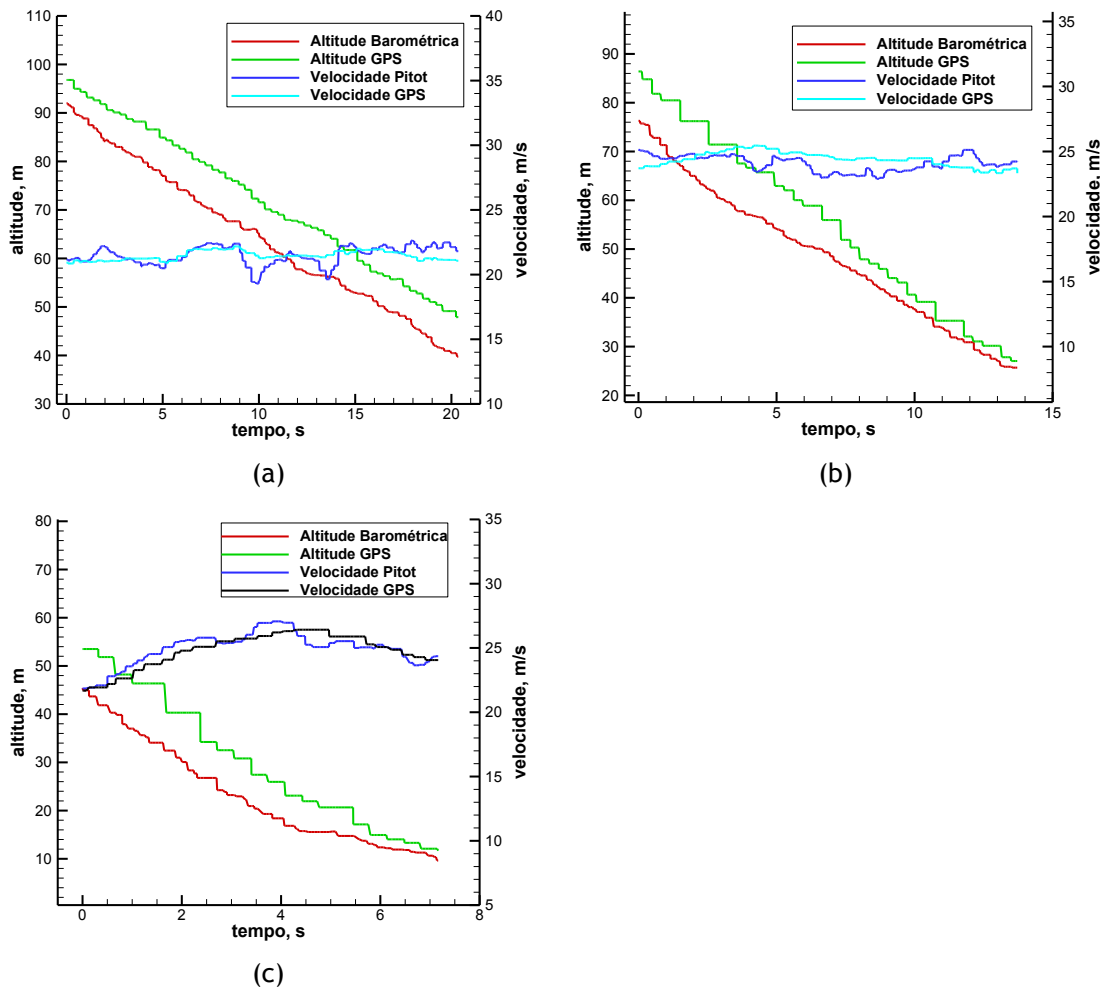 110
100
90
80
70
60
50
40
30
altitude, m
0
5
10
15
20
tempo, s
40
35
30
25
20
15
10
velocidade, m/s
Altitude Barométrica
Altitude GPS
Velocidade Pitot
Velocidade GPS
(a)
90
80
70
60
50
40
30
20
altitude, m
0
5
10
15
tempo, s
35
30
25
20
15
10
velocidade, m/s
Altitude Barométrica
Altitude GPS
Velocidade Pitot
Velocidade GPS
(b)
80
70
60
50
40
30
20
10
altitude, m
0
2
4
6
8
tempo, s
35
30
25
20
15
10
5
velocidade, m/s
Altitude Barométrica
Altitude GPS
Velocidade Pitot
Velocidade GPS
(c)